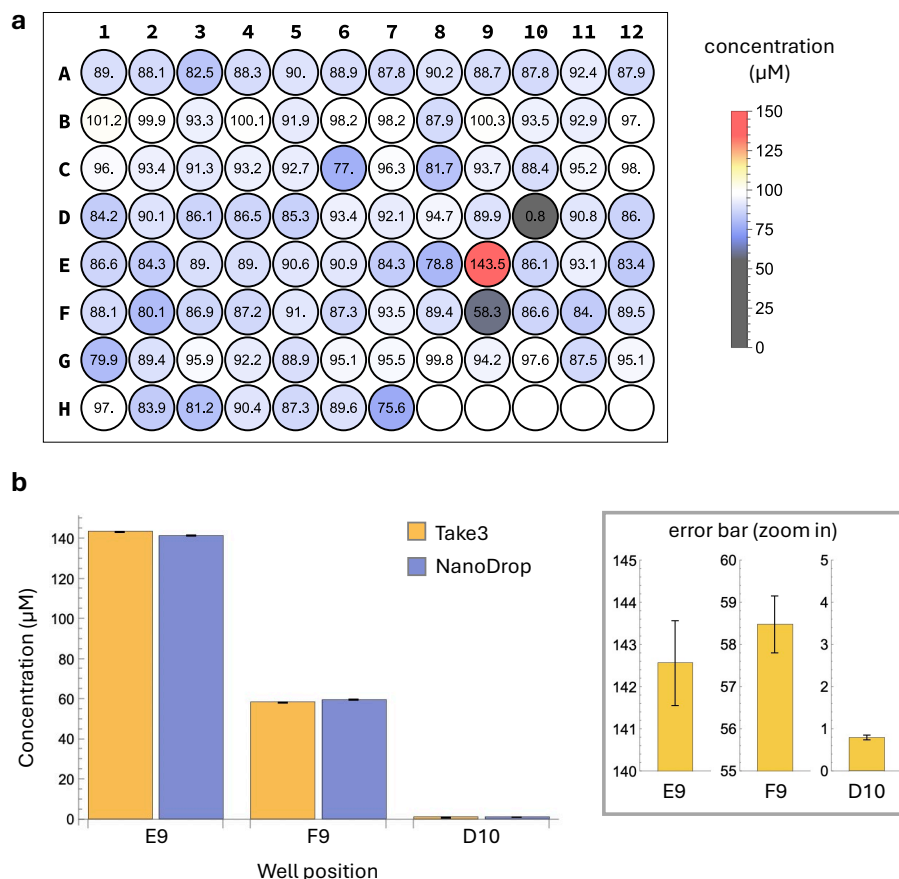 a
1 2 3 4 5 6 7 8 9 10 11 12
A 89. 88.1 82.5 88.3 90. 88.9 87.8 90.2 88.7 87.8 92.4 87.9
B 101.2 99.9 93.3 100.1 91.9 98.2 98.2 87.9 100.3 93.5 92.9 97.
C 96. 93.4 91.3 93.2 92.7 77. 96.3 81.7 93.7 88.4 95.2 98.
D 84.2 90.1 86.1 86.5 85.3 93.4 92.1 94.7 89.9 0.8 90.8 86.
E 86.6 84.3 89. 89. 90.6 90.9 84.3 78.8 143.5 86.1 93.1 83.4
F 88.1 80.1 86.9 87.2 91. 87.3 93.5 89.4 58.3 86.6 84. 89.5
G 79.9 89.4 95.9 92.2 88.9 95.1 95.5 99.8 94.2 97.6 87.5 95.1
H 97. 83.9 81.2 90.4 87.3 89.6 75.6
concentration
(µM)
150
125
100
75
50
25
0
b
Concentration (µM)
140
120
100
80
60
40
20
0
E9 F9 D10
Well position
Take3
NanoDrop
error bar (zoom in)
145
144
143
142
141
140
E9
60
59
58
57
56
55
F9
5
4
3
2
1
0
D10